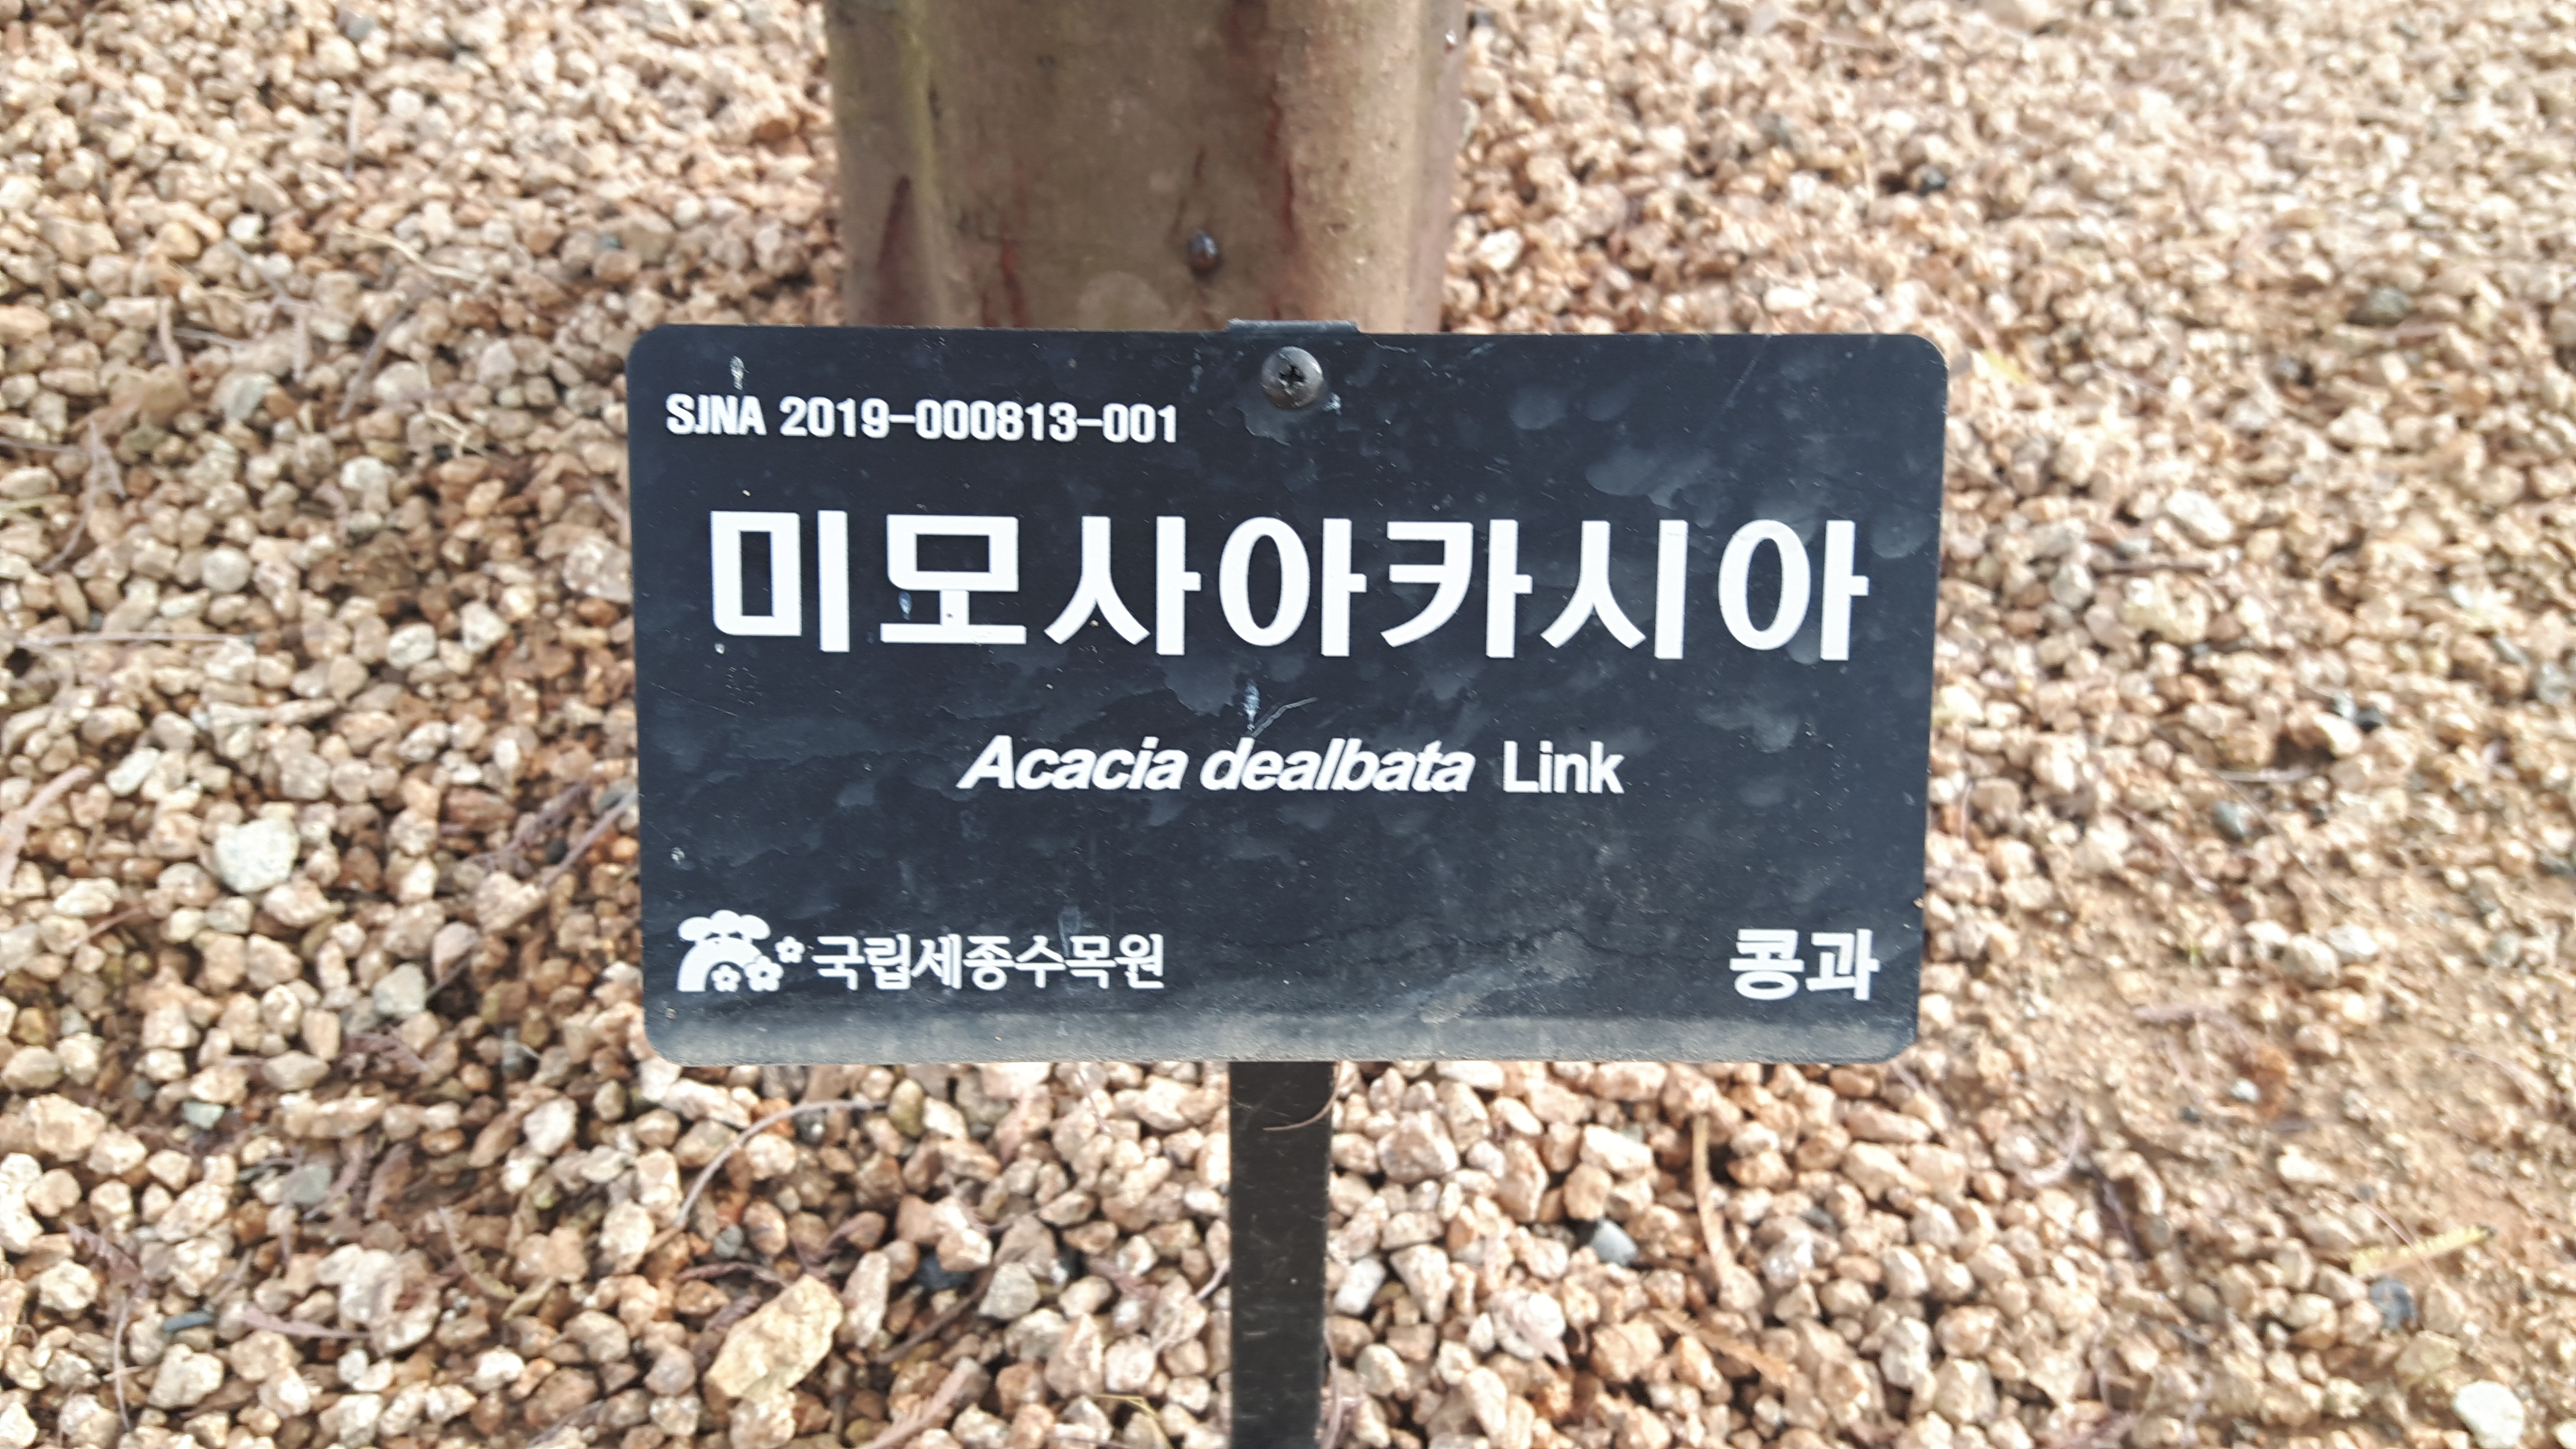 SJNA 2019-000813-001
미모사아카시아
Acacia dealbata Link
국립세종수목원 콩과